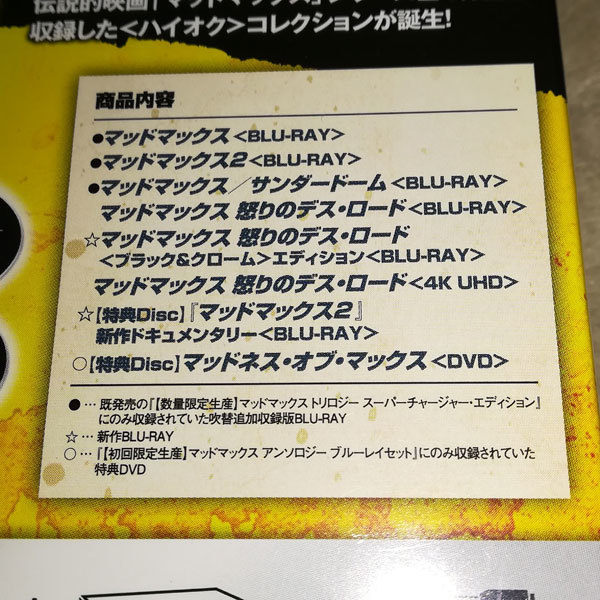 伝説的映画「マッドマックス」
収録した<ハイオク>コレクションが誕生!
商品内容
●マッドマックス<BLU-RAY>
●マッドマックス2<BLU-RAY>
●マッドマックス/サンダードーム<BLU-RAY>
マッドマックス 怒りのデス・ロード<BLU-RAY>
☆マッドマックス 怒りのデス・ロード
<ブラック&クローム>エディション<BLU-RAY>
マッドマックス 怒りのデス・ロード<4K UHD>
☆【特典Disc】『マッドマックス2』
新作ドキュメンタリー<BLU-RAY>
○【特典Disc】マッドネス・オブ・マックス<DVD>
●…既発売の『【数量限定生産】マッドマックス トリロジー スーパーチャージャー・エディション』
にのみ収録されていた吹替追加収録版BLU-RAY
☆…新作BLU-RAY
○…『【初回限定生産】マッドマックス アンソロジー ブルーレイセット』にのみ収録されていた
特典DVD